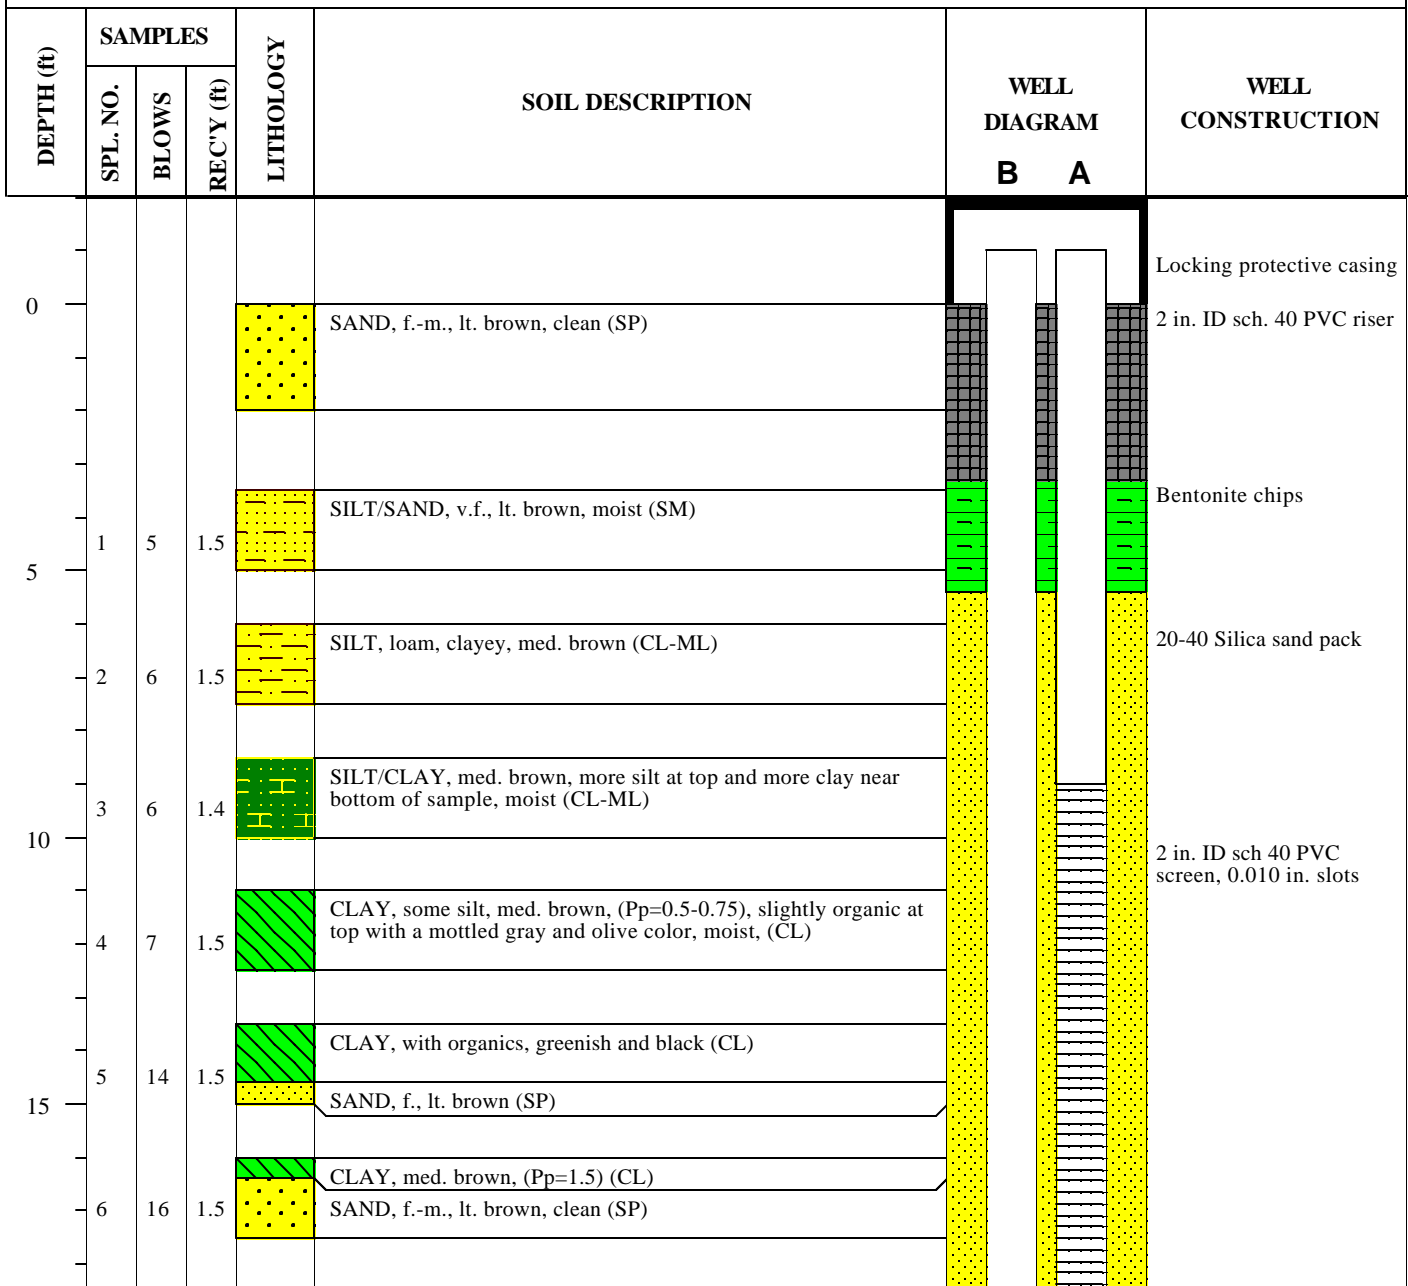 DEPTH (ft)
SAMPLES
SPL. NO.
BLOWS
REC'Y (ft)
LITHOLOGY
SOIL DESCRIPTION
WELL
DIAGRAM
B A
WELL
CONSTRUCTION
Locking protective casing
0
SAND, f.-m., lt. brown, clean (SP)
2 in. ID sch. 40 PVC riser
Bentonite chips
SILT/SAND, v.f., lt. brown, moist (SM)
1 5 1.5
5
SILT, loam, clayey, med. brown (CL-ML)
20-40 Silica sand pack
2 6 1.5
SILT/CLAY, med. brown, more silt at top and more clay near
bottom of sample, moist (CL-ML)
3 6 1.4
10
2 in. ID sch 40 PVC
screen, 0.010 in. slots
CLAY, some silt, med. brown, (Pp=0.5-0.75), slightly organic at
top with a mottled gray and olive color, moist, (CL)
4 7 1.5
CLAY, with organics, greenish and black (CL)
5 14 1.5
15
SAND, f., lt. brown (SP)
CLAY, med. brown, (Pp=1.5) (CL)
6 16 1.5
SAND, f.-m., lt. brown, clean (SP)